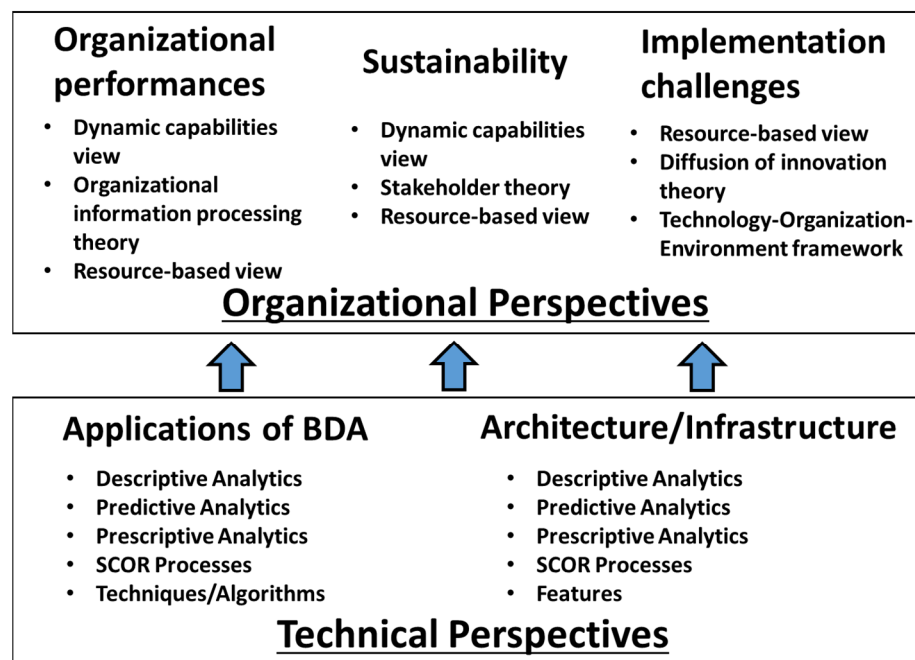 Organizational
performances
• Dynamic capabilities
view
• Organizational
information processing
theory
• Resource-based view
Sustainability
• Dynamic capabilities
view
• Stakeholder theory
• Resource-based view
Implementation
challenges
• Resource-based view
• Diffusion of innovation
theory
• Technology-Organization-
Environment framework
Organizational Perspectives
Applications of BDA
• Descriptive Analytics
• Predictive Analytics
• Prescriptive Analytics
• SCOR Processes
• Techniques/Algorithms
Architecture/Infrastructure
• Descriptive Analytics
• Predictive Analytics
• Prescriptive Analytics
• SCOR Processes
• Features
Technical Perspectives